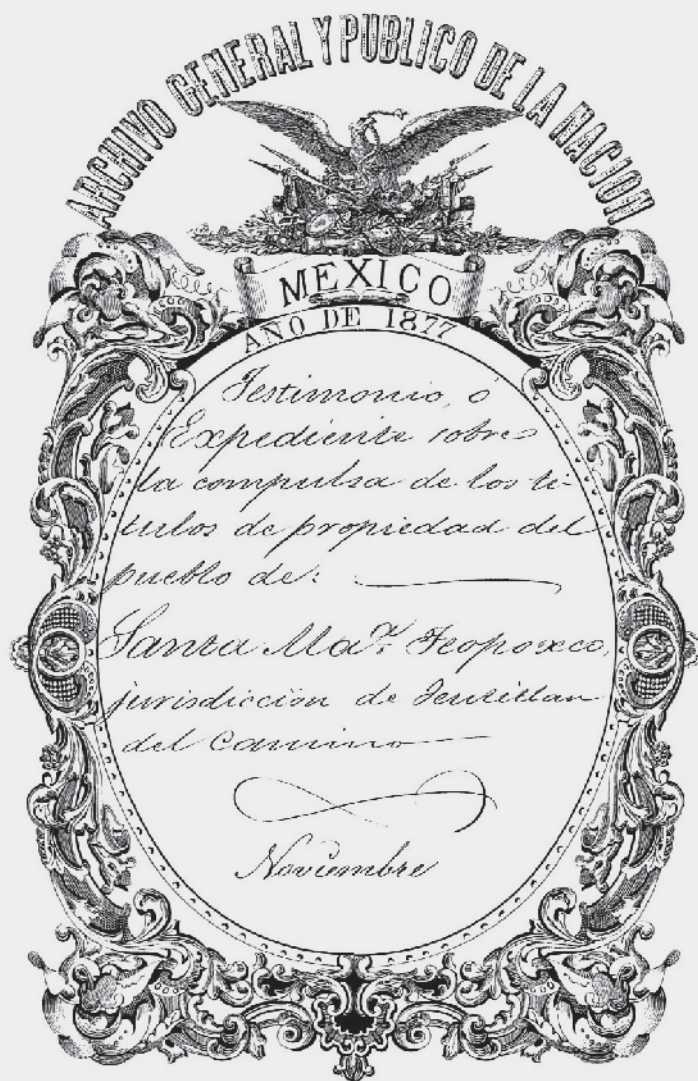 ARCHIVO GENERAL Y PUBLICO DE LA NACION
MEXICO
AÑO DE 1877
Testimonio, ó
Expediente sobre
la compulsa de los tí-
tulos de propiedad del
pueblo de:
Santa Ma. Teopoxco,
jurisdicción de Teutitlan
del Camino
Noviembre